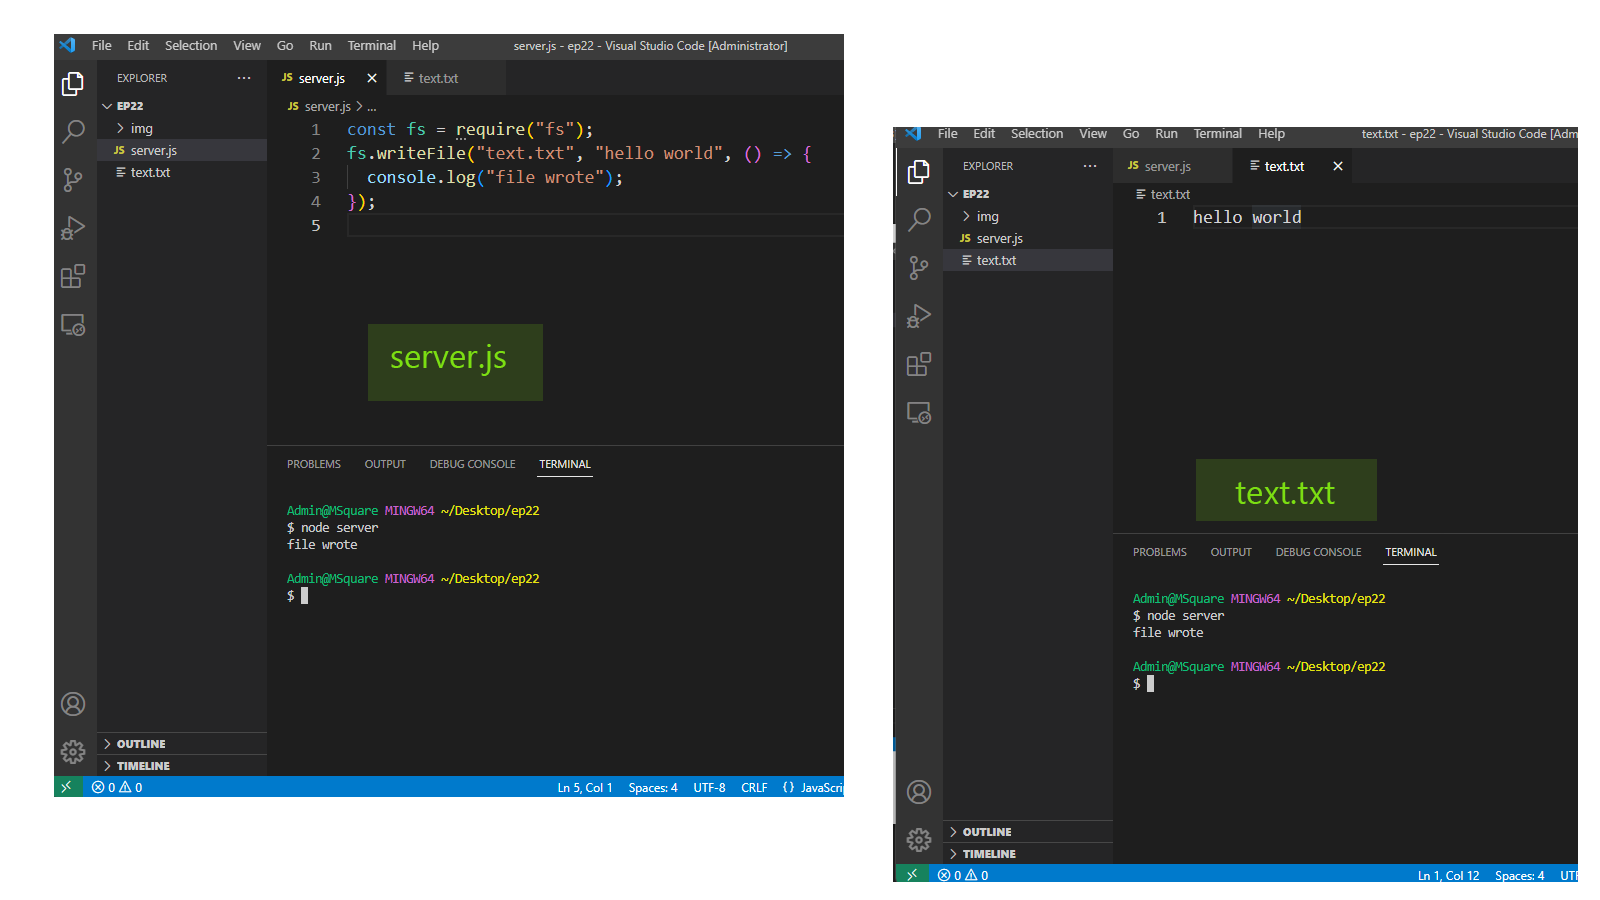 File Edit Selection View Go Run Terminal Help server.js - ep22 - Visual Studio Code [Administrator]
EXPLORER ...
EP22
img
JS server.js
text.txt
OUTLINE
TIMELINE
JS server.js text.txt
JS server.js > ...
1 const fs = require("fs");
2 fs.writeFile("text.txt", "hello world", () => {
3 console.log("file wrote");
4 });
5
server.js
PROBLEMS OUTPUT DEBUG CONSOLE TERMINAL
Admin@MSquare MINGW64 ~/Desktop/ep22
$ node server
file wrote
Admin@MSquare MINGW64 ~/Desktop/ep22
$
0 0 Ln 5, Col 1 Spaces: 4 UTF-8 CRLF {} JavaScri
File Edit Selection View Go Run Terminal Help text.txt - ep22 - Visual Studio Code [Adm
EXPLORER ...
EP22
img
JS server.js
text.txt
OUTLINE
TIMELINE
JS server.js text.txt
text.txt
1 hello world
text.txt
PROBLEMS OUTPUT DEBUG CONSOLE TERMINAL
Admin@MSquare MINGW64 ~/Desktop/ep22
$ node server
file wrote
Admin@MSquare MINGW64 ~/Desktop/ep22
$
0 0 Ln 1, Col 12 Spaces: 4 UTF